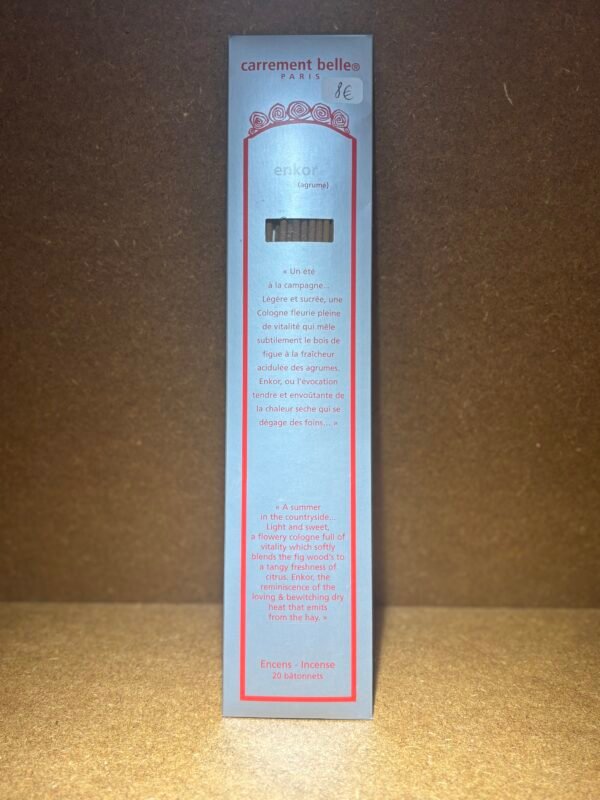 carrement belle®
PARIS
8€
enkor
(agrume)
« Un été
à la campagne...
Légère et sucrée, une
Cologne fleurie pleine
de vitalité qui mêle
subtilement le bois de
figue à la fraîcheur
acidulée des agrumes.
Enkor, ou l'évocation
tendre et envoûtante de
la chaleur sèche qui se
dégage des foins... »
« A summer
in the countryside...
Light and sweet,
a flowery cologne full of
vitality which softly
blends the fig wood's to
a tangy freshness of
citrus. Enkor, the
reminiscence of the
loving & bewitching dry
heat that emits
from the hay. »
Encens - Incense
20 bâtonnets